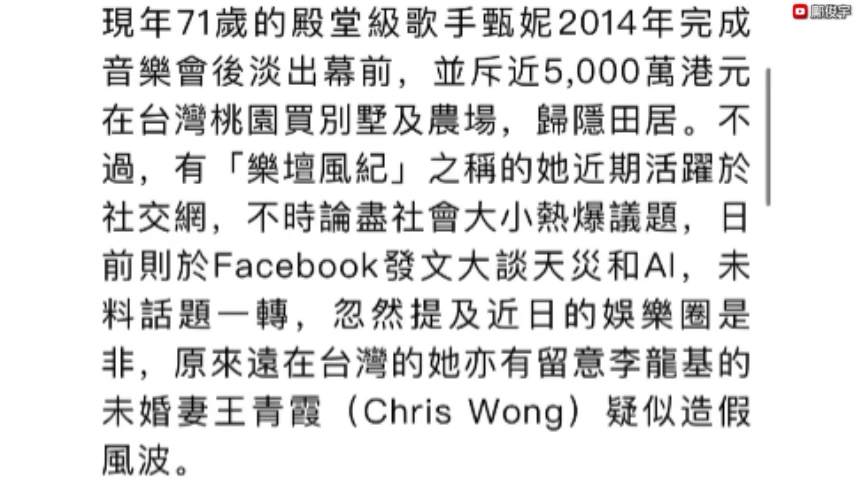 鄺俊宇
現年71歲的殿堂級歌手甄妮2014年完成
音樂會後淡出幕前，並斥近5,000萬港元
在台灣桃園買別墅及農場，歸隱田居。不
過，有「樂壇風紀」之稱的她近期活躍於
社交網，不時論盡社會大小熱爆議題，日
前則於Facebook發文大談天災和AI，未
料話題一轉，忽然提及近日的娛樂圈是
非，原來遠在台灣的她亦有留意李龍基的
未婚妻王青霞（Chris Wong）疑似造假
風波。